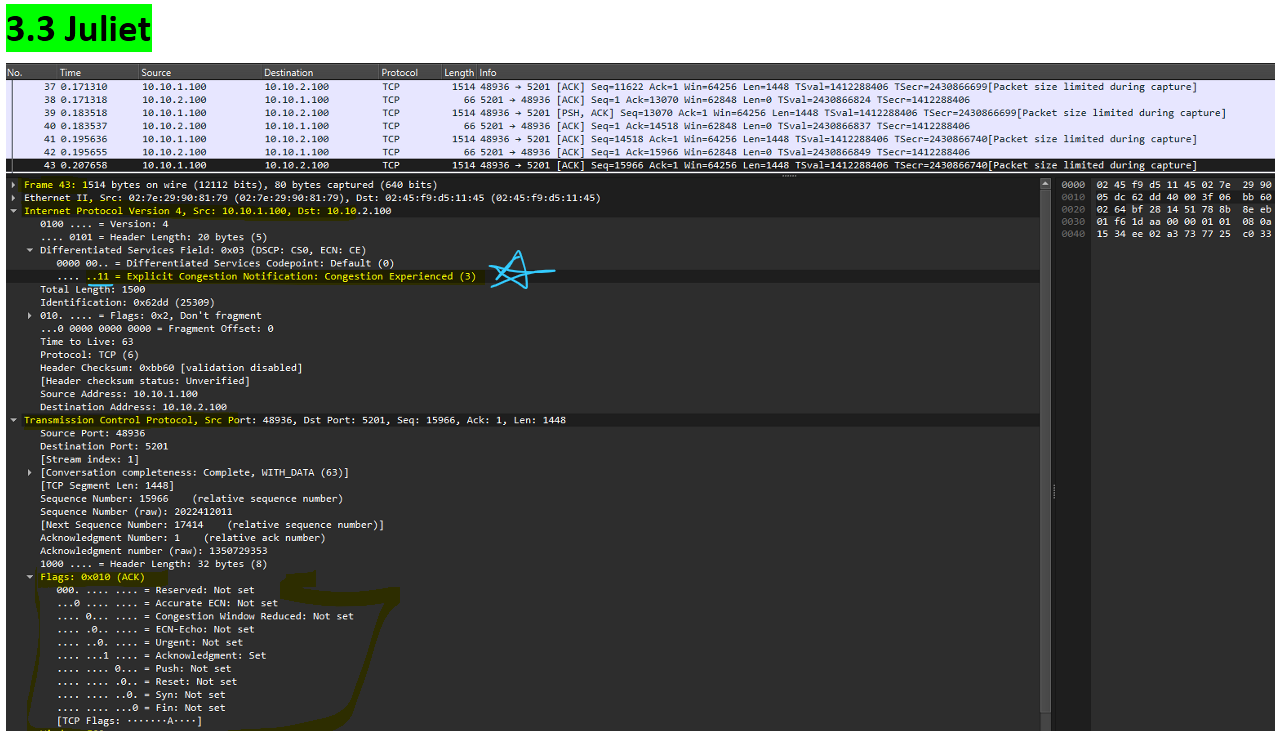 3.3 Juliet
No. Time Source Destination Protocol Length Info
37 0.171310 10.10.1.100 10.10.2.100 TCP 1514 48936 → 5201 [ACK] Seq=11622 Ack=1 Win=64256 Len=1448 TSval=1412288406 TSecr=2430866699[Packet size limited during capture]
38 0.171318 10.10.2.100 10.10.1.100 TCP 66 5201 → 48936 [ACK] Seq=1 Ack=13070 Win=62848 Len=0 TSval=2430866824 TSecr=1412288406
39 0.183518 10.10.1.100 10.10.2.100 TCP 1514 48936 → 5201 [PSH, ACK] Seq=13070 Ack=1 Win=64256 Len=1448 TSval=1412288406 TSecr=2430866699[Packet size limited during capture]
40 0.183537 10.10.2.100 10.10.1.100 TCP 66 5201 → 48936 [ACK] Seq=1 Ack=14518 Win=62848 Len=0 TSval=2430866837 TSecr=1412288406
41 0.195636 10.10.1.100 10.10.2.100 TCP 1514 48936 → 5201 [ACK] Seq=14518 Ack=1 Win=64256 Len=1448 TSval=1412288406 TSecr=2430866740[Packet size limited during capture]
42 0.195655 10.10.2.100 10.10.1.100 TCP 66 5201 → 48936 [ACK] Seq=1 Ack=15966 Win=62848 Len=0 TSval=2430866849 TSecr=1412288406
43 0.207658 10.10.1.100 10.10.2.100 TCP 1514 48936 → 5201 [ACK] Seq=15966 Ack=1 Win=64256 Len=1448 TSval=1412288406 TSecr=2430866740[Packet size limited during capture]
Frame 43: 1514 bytes on wire (12112 bits), 80 bytes captured (640 bits)
Ethernet II, Src: 02:7e:29:90:81:79 (02:7e:29:90:81:79), Dst: 02:45:f9:d5:11:45 (02:45:f9:d5:11:45)
Internet Protocol Version 4, Src: 10.10.1.100, Dst: 10.10.2.100
0100 .... = Version: 4
.... 0101 = Header Length: 20 bytes (5)
Differentiated Services Field: 0x03 (DSCP: CS0, ECN: CE)
0000 00.. = Differentiated Services Codepoint: Default (0)
.... ..11 = Explicit Congestion Notification: Congestion Experienced (3)
Total Length: 1500
Identification: 0x62dd (25309)
010. .... = Flags: 0x2, Don't fragment
...0 0000 0000 0000 = Fragment Offset: 0
Time to Live: 63
Protocol: TCP (6)
Header Checksum: 0xbb60 [validation disabled]
[Header checksum status: Unverified]
Source Address: 10.10.1.100
Destination Address: 10.10.2.100
Transmission Control Protocol, Src Port: 48936, Dst Port: 5201, Seq: 15966, Ack: 1, Len: 1448
Source Port: 48936
Destination Port: 5201
[Stream index: 1]
[Conversation completeness: Complete, WITH_DATA (63)]
[TCP Segment Len: 1448]
Sequence Number: 15966 (relative sequence number)
Sequence Number (raw): 2022412011
[Next Sequence Number: 17414 (relative sequence number)]
Acknowledgment Number: 1 (relative ack number)
Acknowledgment number (raw): 1350729353
1000 .... = Header Length: 32 bytes (8)
Flags: 0x010 (ACK)
000. .... .... = Reserved: Not set
...0 .... .... = Accurate ECN: Not set
.... 0... .... = Congestion Window Reduced: Not set
.... .0.. .... = ECN-Echo: Not set
.... ..0. .... = Urgent: Not set
.... ...1 .... = Acknowledgment: Set
.... .... 0... = Push: Not set
.... .... .0.. = Reset: Not set
.... .... ..0. = Syn: Not set
.... .... ...0 = Fin: Not set
[TCP Flags: ·······A····]
0000 02 45 f9 d5 11 45 02 7e 29 90
0010 05 dc 62 dd 40 00 3f 06 bb 60
0020 02 64 bf 28 14 51 78 8b 8e eb
0030 01 f6 1d aa 00 00 01 01 08 0a
0040 15 34 ee 02 a3 73 77 25 c0 33